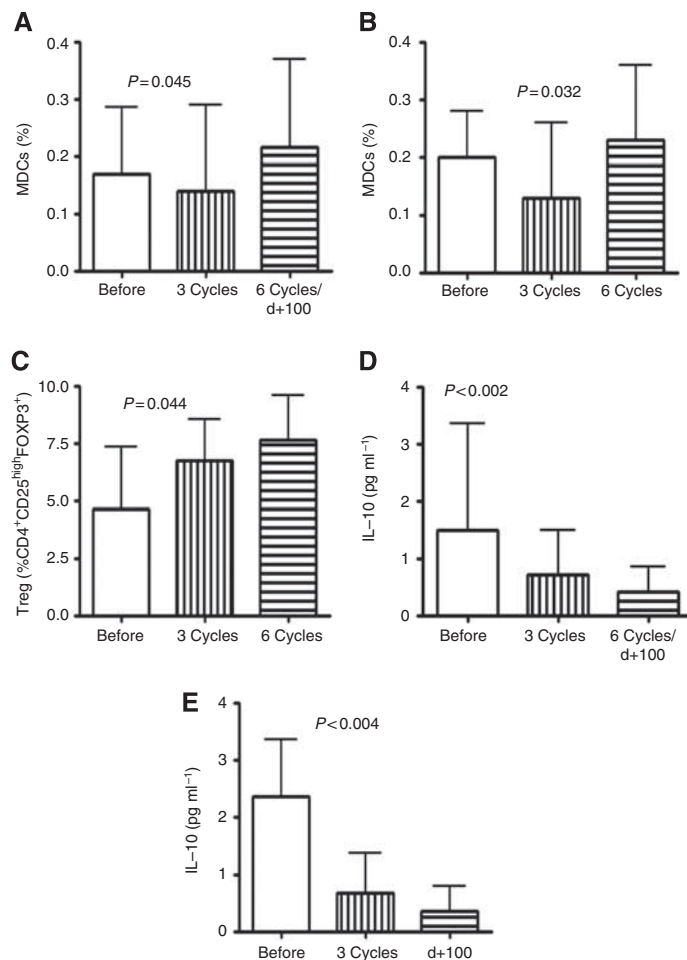 A
MDCs (%)
0.4
0.3
0.2
0.1
0.0
P=0.045
Before
3 Cycles
6 Cycles/
d+100
B
MDCs (%)
0.4
0.3
0.2
0.1
0.0
P=0.032
Before
3 Cycles
6 Cycles
C
Treg (%CD4⁺CD25ʰⁱᵍʰFOXP3⁺)
10.0
7.5
5.0
2.5
0.0
P=0.044
Before
3 Cycles
6 Cycles
D
IL–10 (pg ml⁻¹)
4
3
2
1
0
P<0.002
Before
3 Cycles
6 Cycles/
d+100
E
IL–10 (pg ml⁻¹)
4
3
2
1
0
P<0.004
Before
3 Cycles
d+100